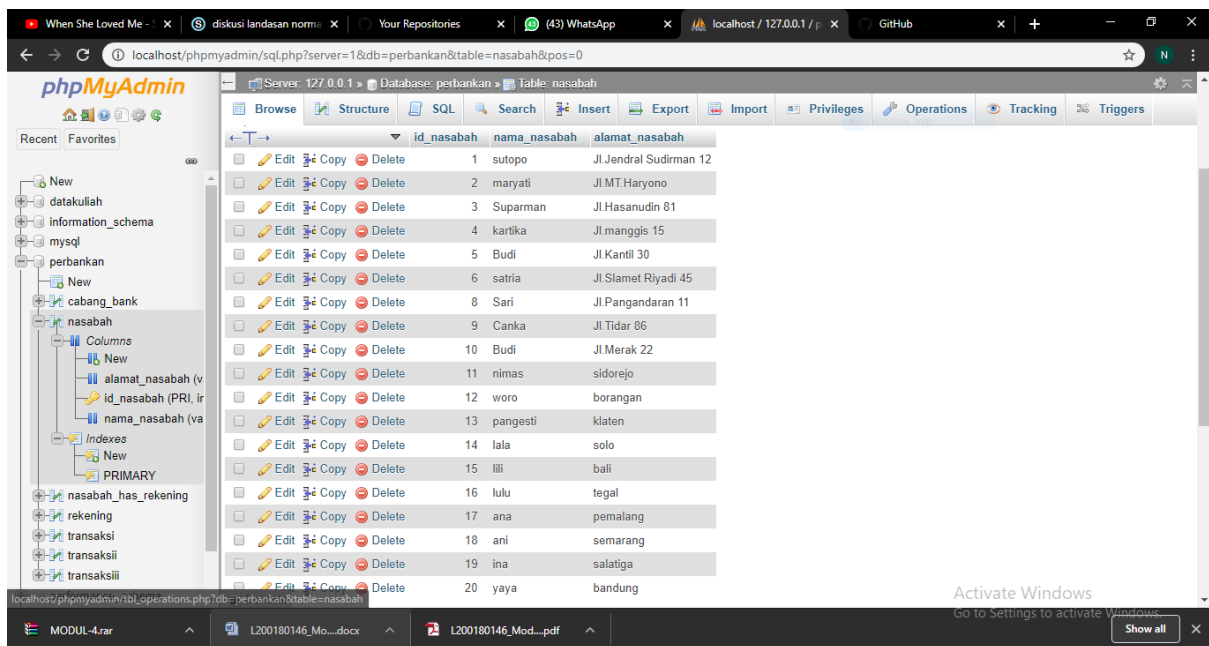 When She Loved Me - S
diskusi landasan norma
Your Repositories
(43) WhatsApp
localhost / 127.0.0.1 / p
GitHub
localhost/phpmyadmin/sql.php?server=1&db=perbankan&table=nasabah&pos=0
N
phpMyAdmin
Recent Favorites
New
datakuliah
information_schema
mysql
perbankan
New
cabang_bank
nasabah
Columns
New
alamat_nasabah (v
id_nasabah (PRI, in
nama_nasabah (va
Indexes
New
PRIMARY
nasabah_has_rekening
rekening
transaksi
transaksii
transaksiii
Server: 127.0.0.1 » Database: perbankan » Table: nasabah
Browse Structure SQL Search Insert Export Import Privileges Operations Tracking Triggers
id_nasabah nama_nasabah alamat_nasabah
Edit Copy Delete 1 sutopo Jl.Jendral Sudirman 12
Edit Copy Delete 2 maryati Jl.MT.Haryono
Edit Copy Delete 3 Suparman Jl.Hasanudin 81
Edit Copy Delete 4 kartika Jl.manggis 15
Edit Copy Delete 5 Budi Jl.Kantil 30
Edit Copy Delete 6 satria Jl.Slamet Riyadi 45
Edit Copy Delete 8 Sari Jl.Pangandaran 11
Edit Copy Delete 9 Canka Jl.Tidar 86
Edit Copy Delete 10 Budi Jl.Merak 22
Edit Copy Delete 11 nimas sidorejo
Edit Copy Delete 12 woro borangan
Edit Copy Delete 13 pangesti klaten
Edit Copy Delete 14 lala solo
Edit Copy Delete 15 lili bali
Edit Copy Delete 16 lulu tegal
Edit Copy Delete 17 ana pemalang
Edit Copy Delete 18 ani semarang
Edit Copy Delete 19 ina salatiga
Edit Copy Delete 20 yaya bandung
localhost/phpmyadmin/tbl_operations.php?db=perbankan&table=nasabah
Activate Windows
Go to Settings to activate Windows.
MODUL-4.rar
L200180146_Mo....docx
L200180146_Mod....pdf
Show all